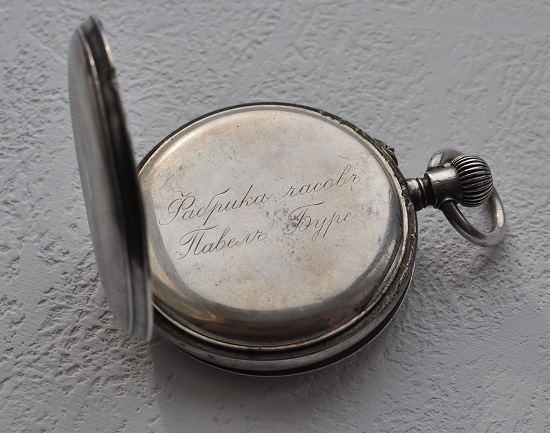 Фабрика часовъ
Павелъ Буре